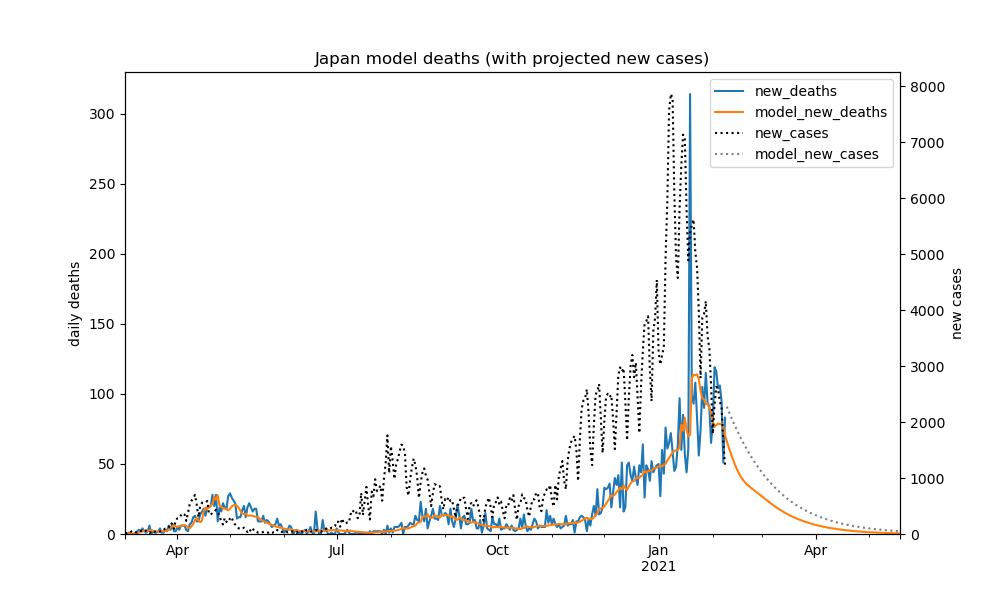 Japan model deaths (with projected new cases)
new_deaths
model_new_deaths
new_cases
model_new_cases
daily deaths
300
250
200
150
100
50
0
new cases
8000
7000
6000
5000
4000
3000
2000
1000
0
Apr
Jul
Oct
Jan
2021
Apr